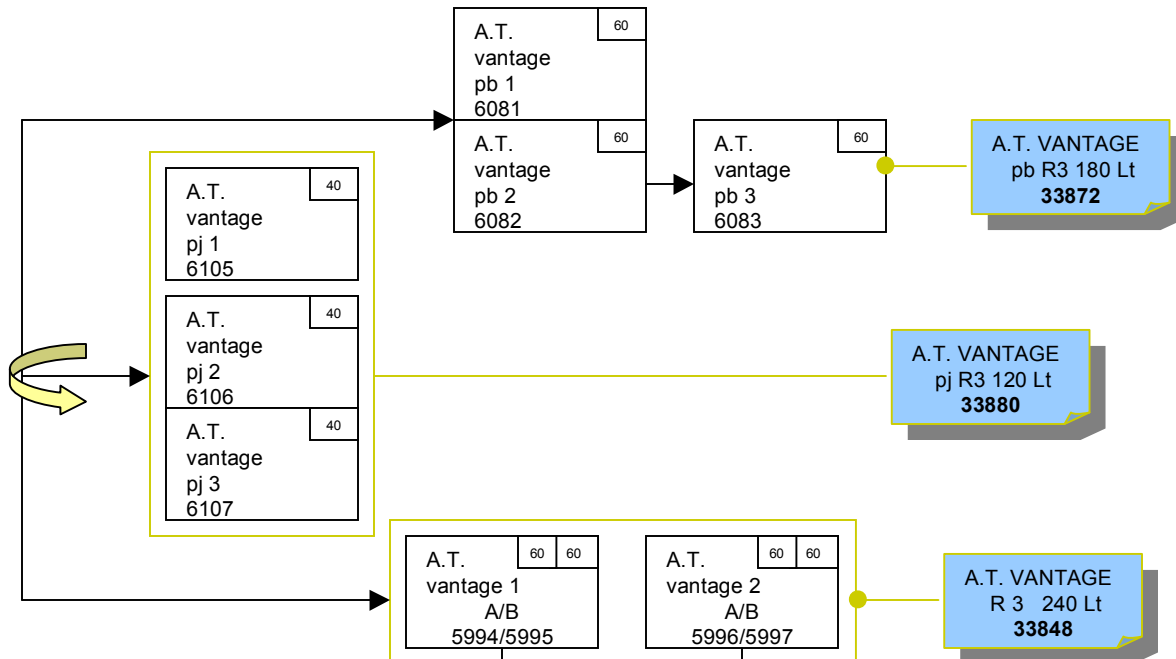 A.T. 60
vantage
pb 1
6081
A.T. 60
vantage
pb 2
6082
A.T. 60
vantage
pb 3
6083
A.T. VANTAGE
pb R3 180 Lt
33872
A.T. 40
vantage
pj 1
6105
A.T. 40
vantage
pj 2
6106
A.T. 40
vantage
pj 3
6107
A.T. VANTAGE
pj R3 120 Lt
33880
A.T. 60 60
vantage 1
A/B
5994/5995
A.T. 60 60
vantage 2
A/B
5996/5997
A.T. VANTAGE
R 3 240 Lt
33848